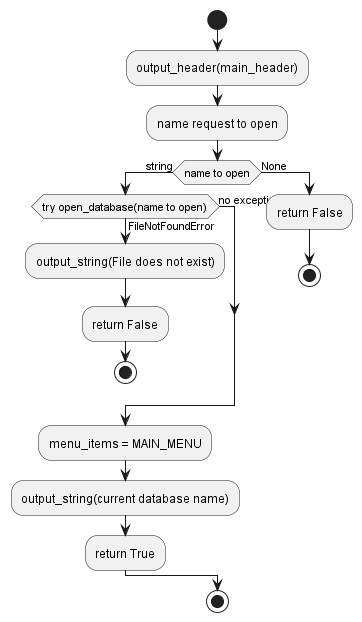 output_header(main_header)
name request to open
string
name to open
None
try open_database(name to open)
no excepti
return False
FileNotFoundError
output_string(File does not exist)
return False
menu_items = MAIN_MENU
output_string(current database name)
return True